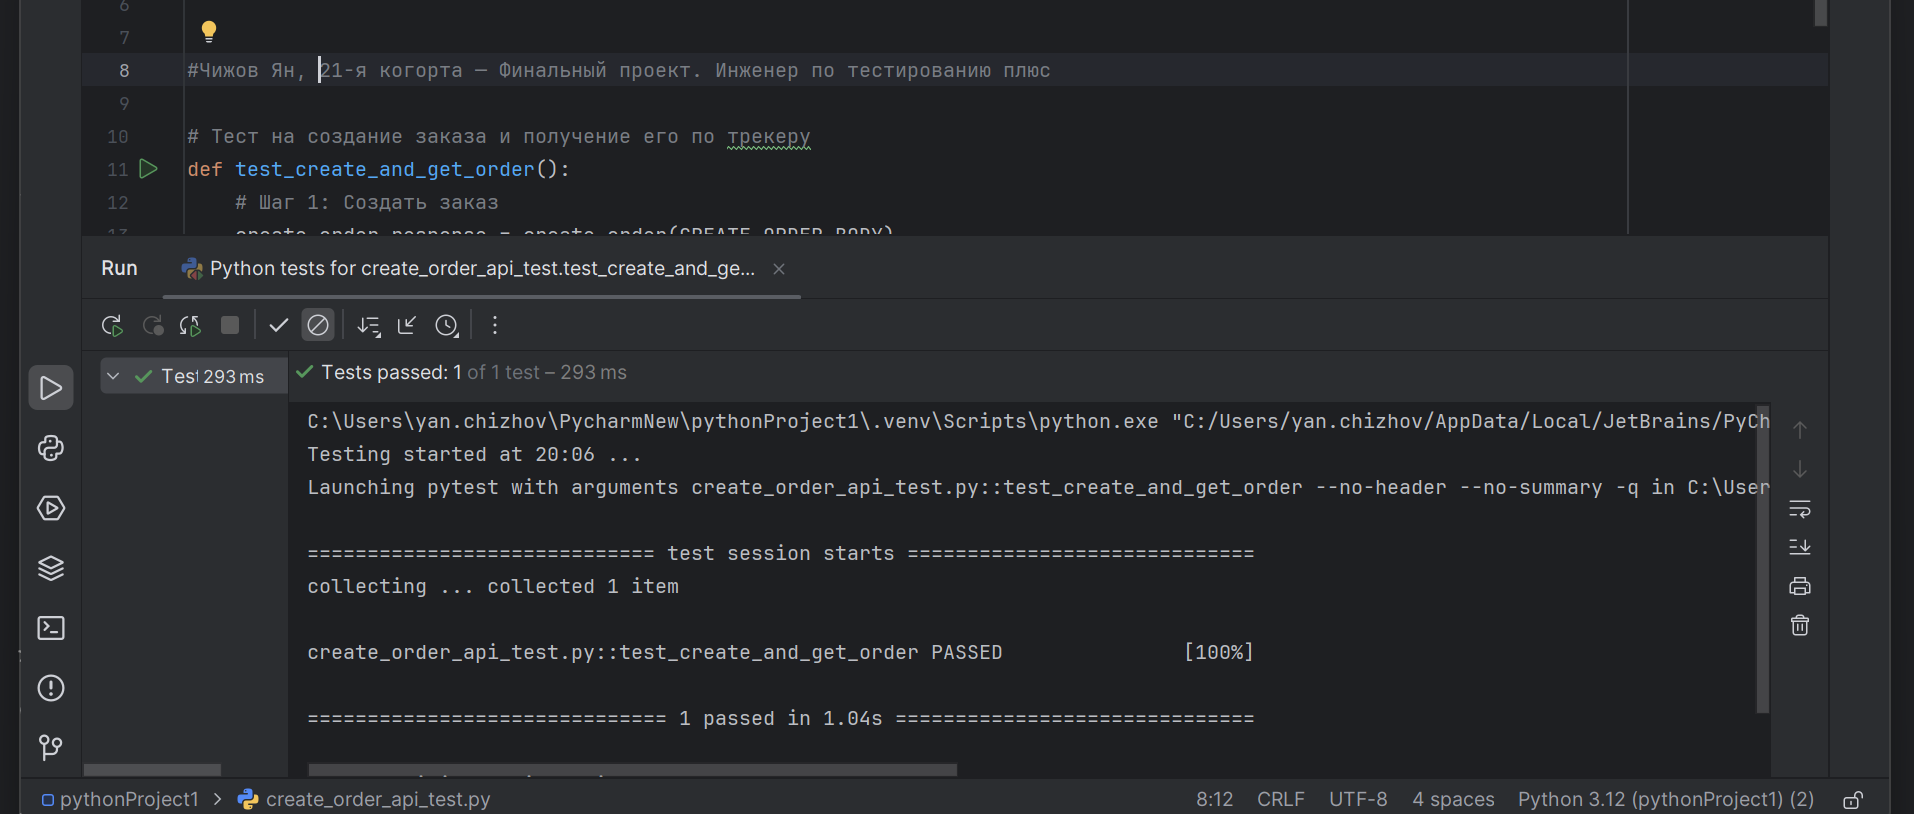 6
7
8 #Чижов Ян, 21-я когорта — Финальный проект. Инженер по тестированию плюс
9
10 # Тест на создание заказа и получение его по трекеру
11 def test_create_and_get_order():
12 # Шаг 1: Создать заказ
13 create_order_response = create_order(CREATE_ORDER_BODY)
Run Python tests for create_order_api_test.test_create_and_ge...
Test 293 ms
Tests passed: 1 of 1 test – 293 ms
C:\Users\yan.chizhov\PycharmNew\pythonProject1\.venv\Scripts\python.exe "C:/Users/yan.chizhov/AppData/Local/JetBrains/PyCh
Testing started at 20:06 ...
Launching pytest with arguments create_order_api_test.py::test_create_and_get_order --no-header --no-summary -q in C:\User
============================= test session starts =============================
collecting ... collected 1 item
create_order_api_test.py::test_create_and_get_order PASSED [100%]
============================== 1 passed in 1.04s ==============================
pythonProject1 > create_order_api_test.py 8:12 CRLF UTF-8 4 spaces Python 3.12 (pythonProject1) (2)